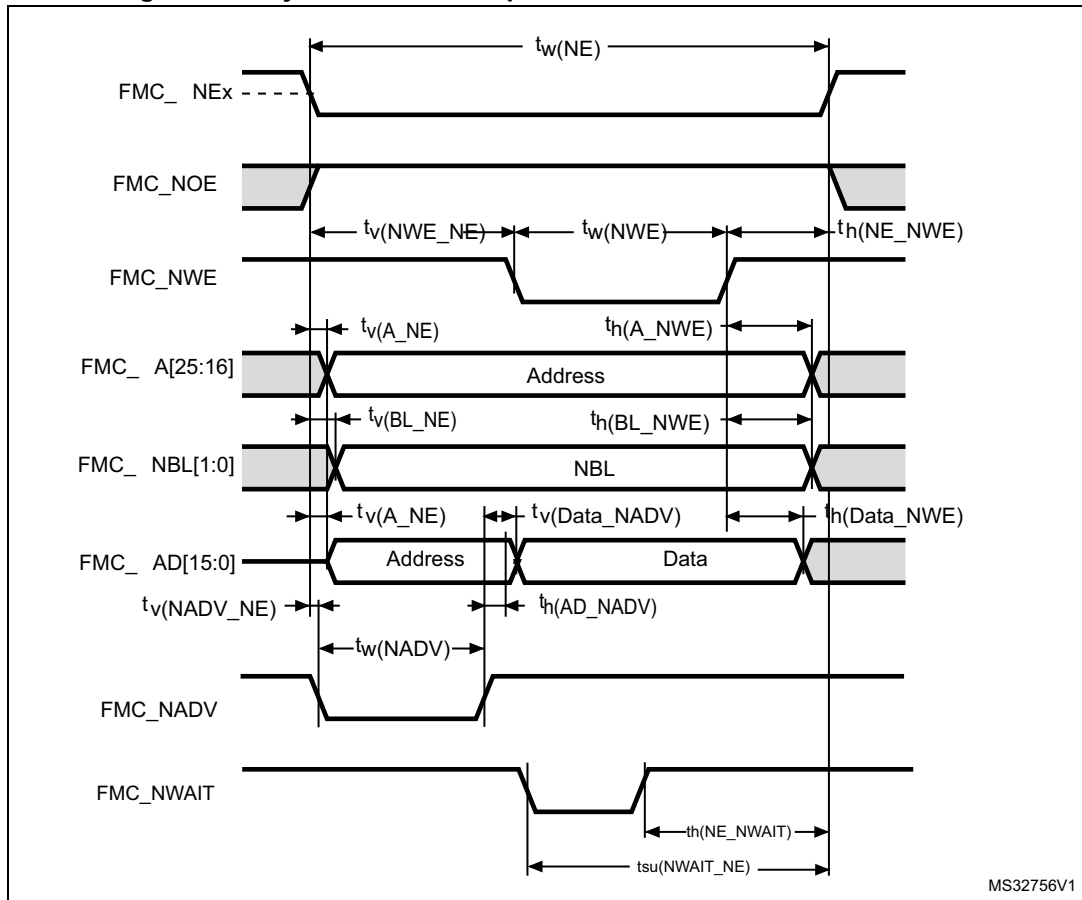 tw(NE)
FMC_ NEx
FMC_NOE
tv(NWE_NE)
tw(NWE)
th(NE_NWE)
FMC_NWE
tv(A_NE)
th(A_NWE)
FMC_ A[25:16]
Address
tv(BL_NE)
th(BL_NWE)
FMC_ NBL[1:0]
NBL
tv(A_NE)
tv(Data_NADV)
th(Data_NWE)
FMC_ AD[15:0]
Address
Data
tv(NADV_NE)
th(AD_NADV)
tw(NADV)
FMC_NADV
FMC_NWAIT
th(NE_NWAIT)
tsu(NWAIT_NE)
MS32756V1